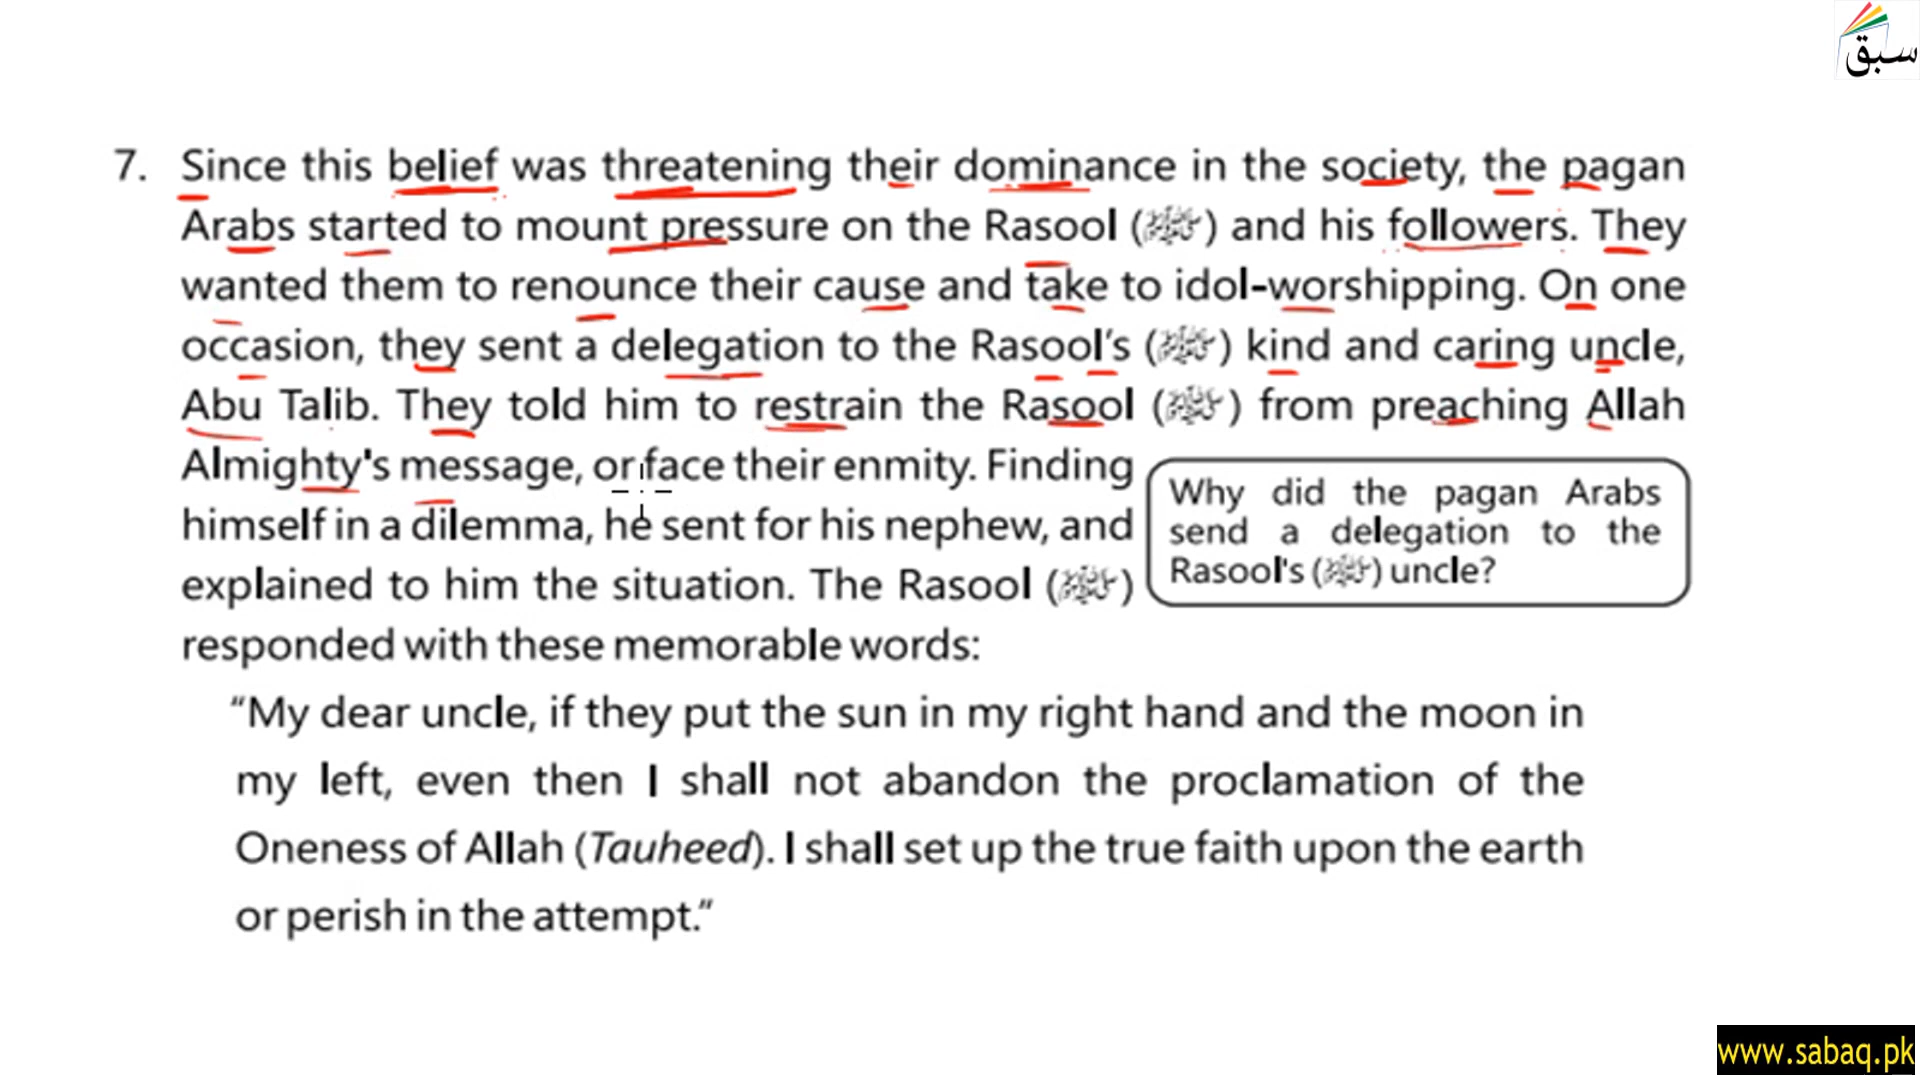 سبق
7. Since this belief was threatening their dominance in the society, the pagan
Arabs started to mount pressure on the Rasool (ﷺ) and his followers. They
wanted them to renounce their cause and take to idol-worshipping. On one
occasion, they sent a delegation to the Rasool's (ﷺ) kind and caring uncle,
Abu Talib. They told him to restrain the Rasool (ﷺ) from preaching Allah
Almighty's message, or face their enmity. Finding
himself in a dilemma, he sent for his nephew, and
explained to him the situation. The Rasool (ﷺ)
responded with these memorable words:
Why did the pagan Arabs
send a delegation to the
Rasool's (ﷺ) uncle?
“My dear uncle, if they put the sun in my right hand and the moon in
my left, even then I shall not abandon the proclamation of the
Oneness of Allah (Tauheed). I shall set up the true faith upon the earth
or perish in the attempt.”
www.sabaq.pk